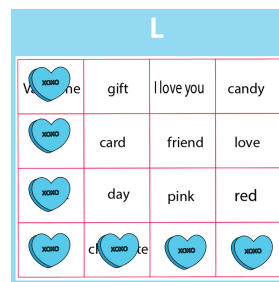 L
XOXO gift I love you candy
XOXO card friend love
XOXO day pink red
XOXO XOXO XOXO XOXO